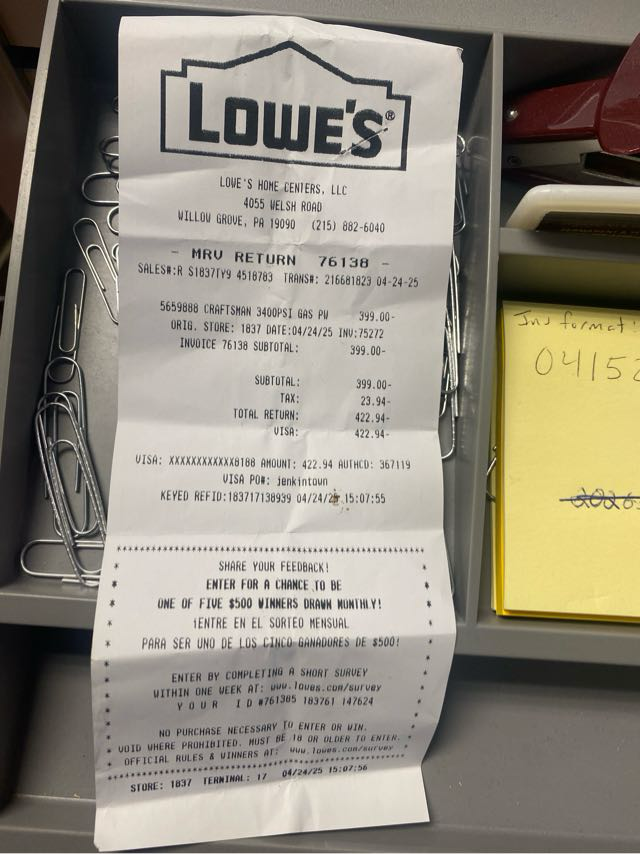 LOWE'S®
LOWE'S HOME CENTERS, LLC
4055 WELSH ROAD
WILLOW GROVE, PA 19090 (215) 882-6040
- MRV RETURN 76138 -
SALES#:R S1837TY9 4518783 TRANS#: 216681823 04-24-25
5659888 CRAFTSMAN 3400PSI GAS PW 399.00-
ORIG. STORE: 1837 DATE:04/24/25 INV:75272
INVOICE 76138 SUBTOTAL: 399.00-
SUBTOTAL: 399.00-
TAX: 23.94-
TOTAL RETURN: 422.94-
VISA: 422.94-
VISA: XXXXXXXXXXXX8188 AMOUNT: 422.94 AUTHCD: 367119
VISA PO#: jenkintown
KEYED REFID:183717138939 04/24/25 15:07:55
SHARE YOUR FEEDBACK!
ENTER FOR A CHANCE TO BE
ONE OF FIVE $500 WINNERS DRAWN MONTHLY!
¡ENTRE EN EL SORTEO MENSUAL
PARA SER UNO DE LOS CINCO GANADORES DE $500!
ENTER BY COMPLETING A SHORT SURVEY
WITHIN ONE WEEK AT: www.lowes.com/survey
Y O U R I D #761385 183761 147624
NO PURCHASE NECESSARY TO ENTER OR WIN.
VOID WHERE PROHIBITED. MUST BE 18 OR OLDER TO ENTER.
OFFICIAL RULES & WINNERS AT: www.lowes.com/survey
STORE: 1837 TERMINAL: 17 04/24/25 15:07:56
04152